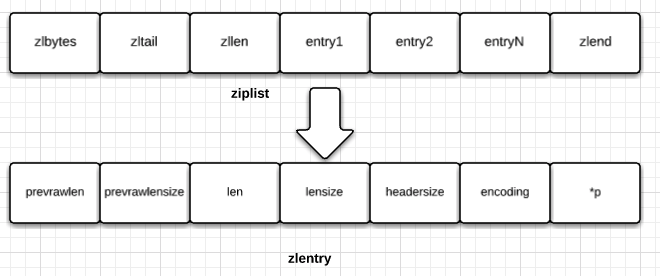 zlbytes zltail zllen entry1 entry2 entryN zlend
ziplist
prevrawlen prevrawlensize len lensize headersize encoding *p
zlentry